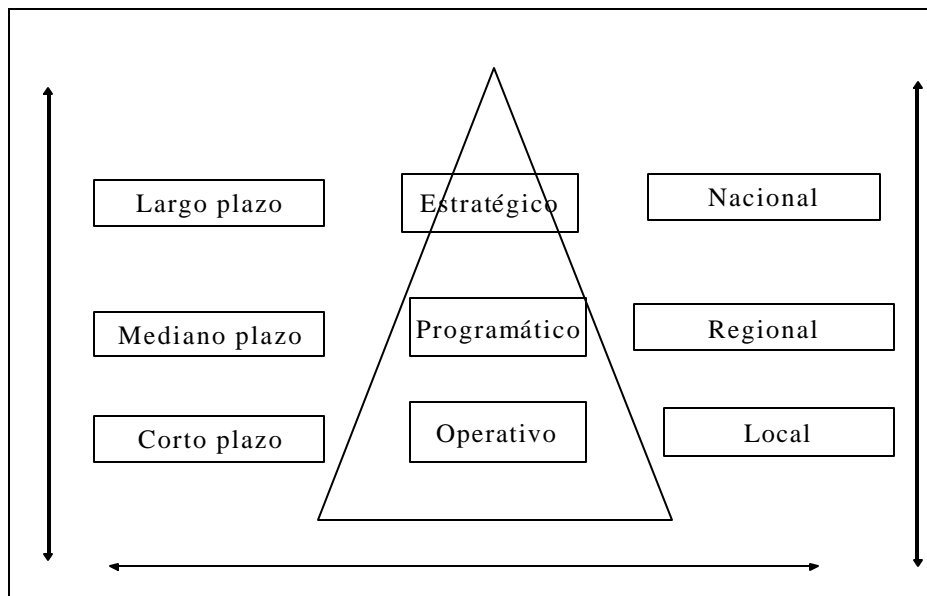 Largo plazo
Estratégico
Nacional
Mediano plazo
Programático
Regional
Corto plazo
Operativo
Local